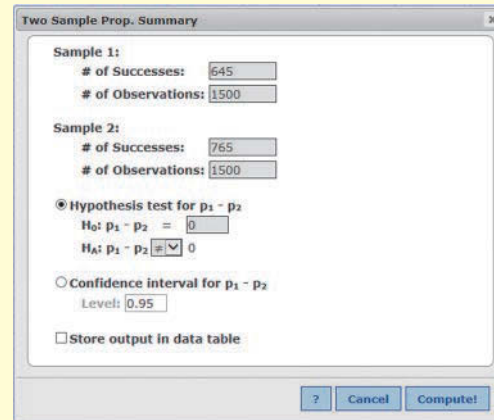 Two Sample Prop. Summary x
Sample 1:
# of Successes: 645
# of Observations: 1500
Sample 2:
# of Successes: 765
# of Observations: 1500
Hypothesis test for p₁ - p₂
H₀: p₁ - p₂ = 0
Hₐ: p₁ - p₂ ≠ 0
Confidence interval for p₁ - p₂
Level: 0.95
Store output in data table
? Cancel Compute!